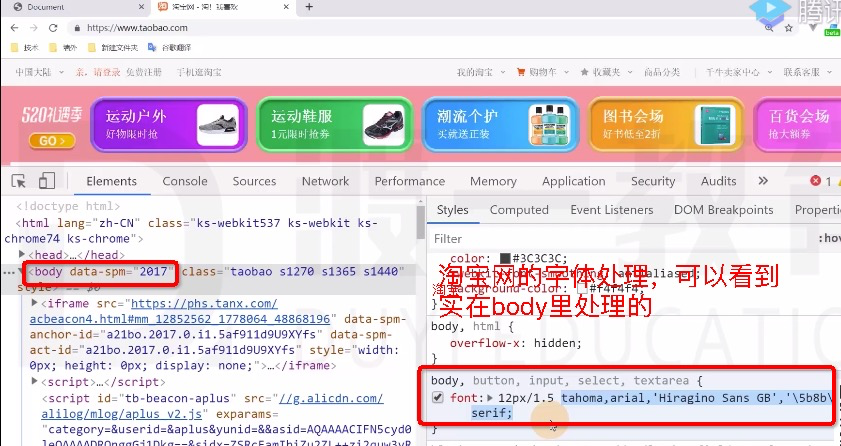 Document
淘宝网 - 淘！我喜欢
https://www.taobao.com
腾讯
beta
技术
课外
新建文件夹
谷歌翻译
中国大陆
亲，请登录 免费注册 手机逛淘宝
我的淘宝
购物车
收藏夹
商品分类
千牛卖家中心
联系客服
520礼遇季
GO >
运动户外
好物限时抢
运动鞋服
1元限时抢券
潮流个护
买就送正装
图书会场
好书低至2折
百货会场
抢大额券
Elements Console Sources Network Performance Memory Application Security Audits » 1
<!doctype html>
<html lang="zh-CN" class="ks-webkit537 ks-webkit ks-
chrome74 ks-chrome">
<head>…</head>
<body data-spm="2017" class="taobao s1270 s1365 s1440"
style> == $0
<iframe src="https://phs.tanx.com/
acbeacon4.html#mm_12852562_1778064_48868196" data-spm-
anchor-id="a21bo.2017.0.i1.5af911d9U9XYfs" data-spm-
act-id="a21bo.2017.0.i1.5af911d9U9XYfs" style="width:
0px; height: 0px; display: none;">…</iframe>
<script>…</script>
<script id="tb-beacon-aplus" src="//g.alicdn.com/
alilog/mlog/aplus_v2.js" exparams=
"category=&userid=&aplus&yunid=&&asid=AQAAAACIFN5cyd0
Styles Computed Event Listeners DOM Breakpoints Properti
Filter
:hov
color: #3C3C3C;
淘宝网的字体处理，可以看到
实在body里处理的
background-color: #f4f4f4;
}
body, html {
overflow-x: hidden;
}
body, button, input, select, textarea {
font: 12px/1.5 tahoma,arial,'Hiragino Sans GB','\5b8b\
serif;